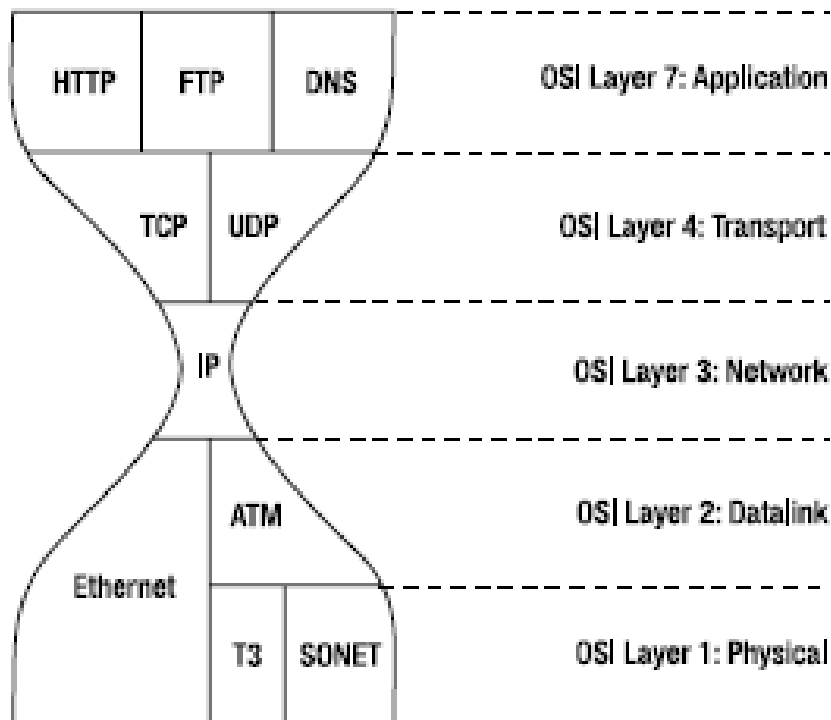 HTTP FTP DNS OSI Layer 7: Application
TCP UDP OSI Layer 4: Transport
IP OSI Layer 3: Network
ATM OSI Layer 2: Datalink
Ethernet
T3 SONET OSI Layer 1: Physical